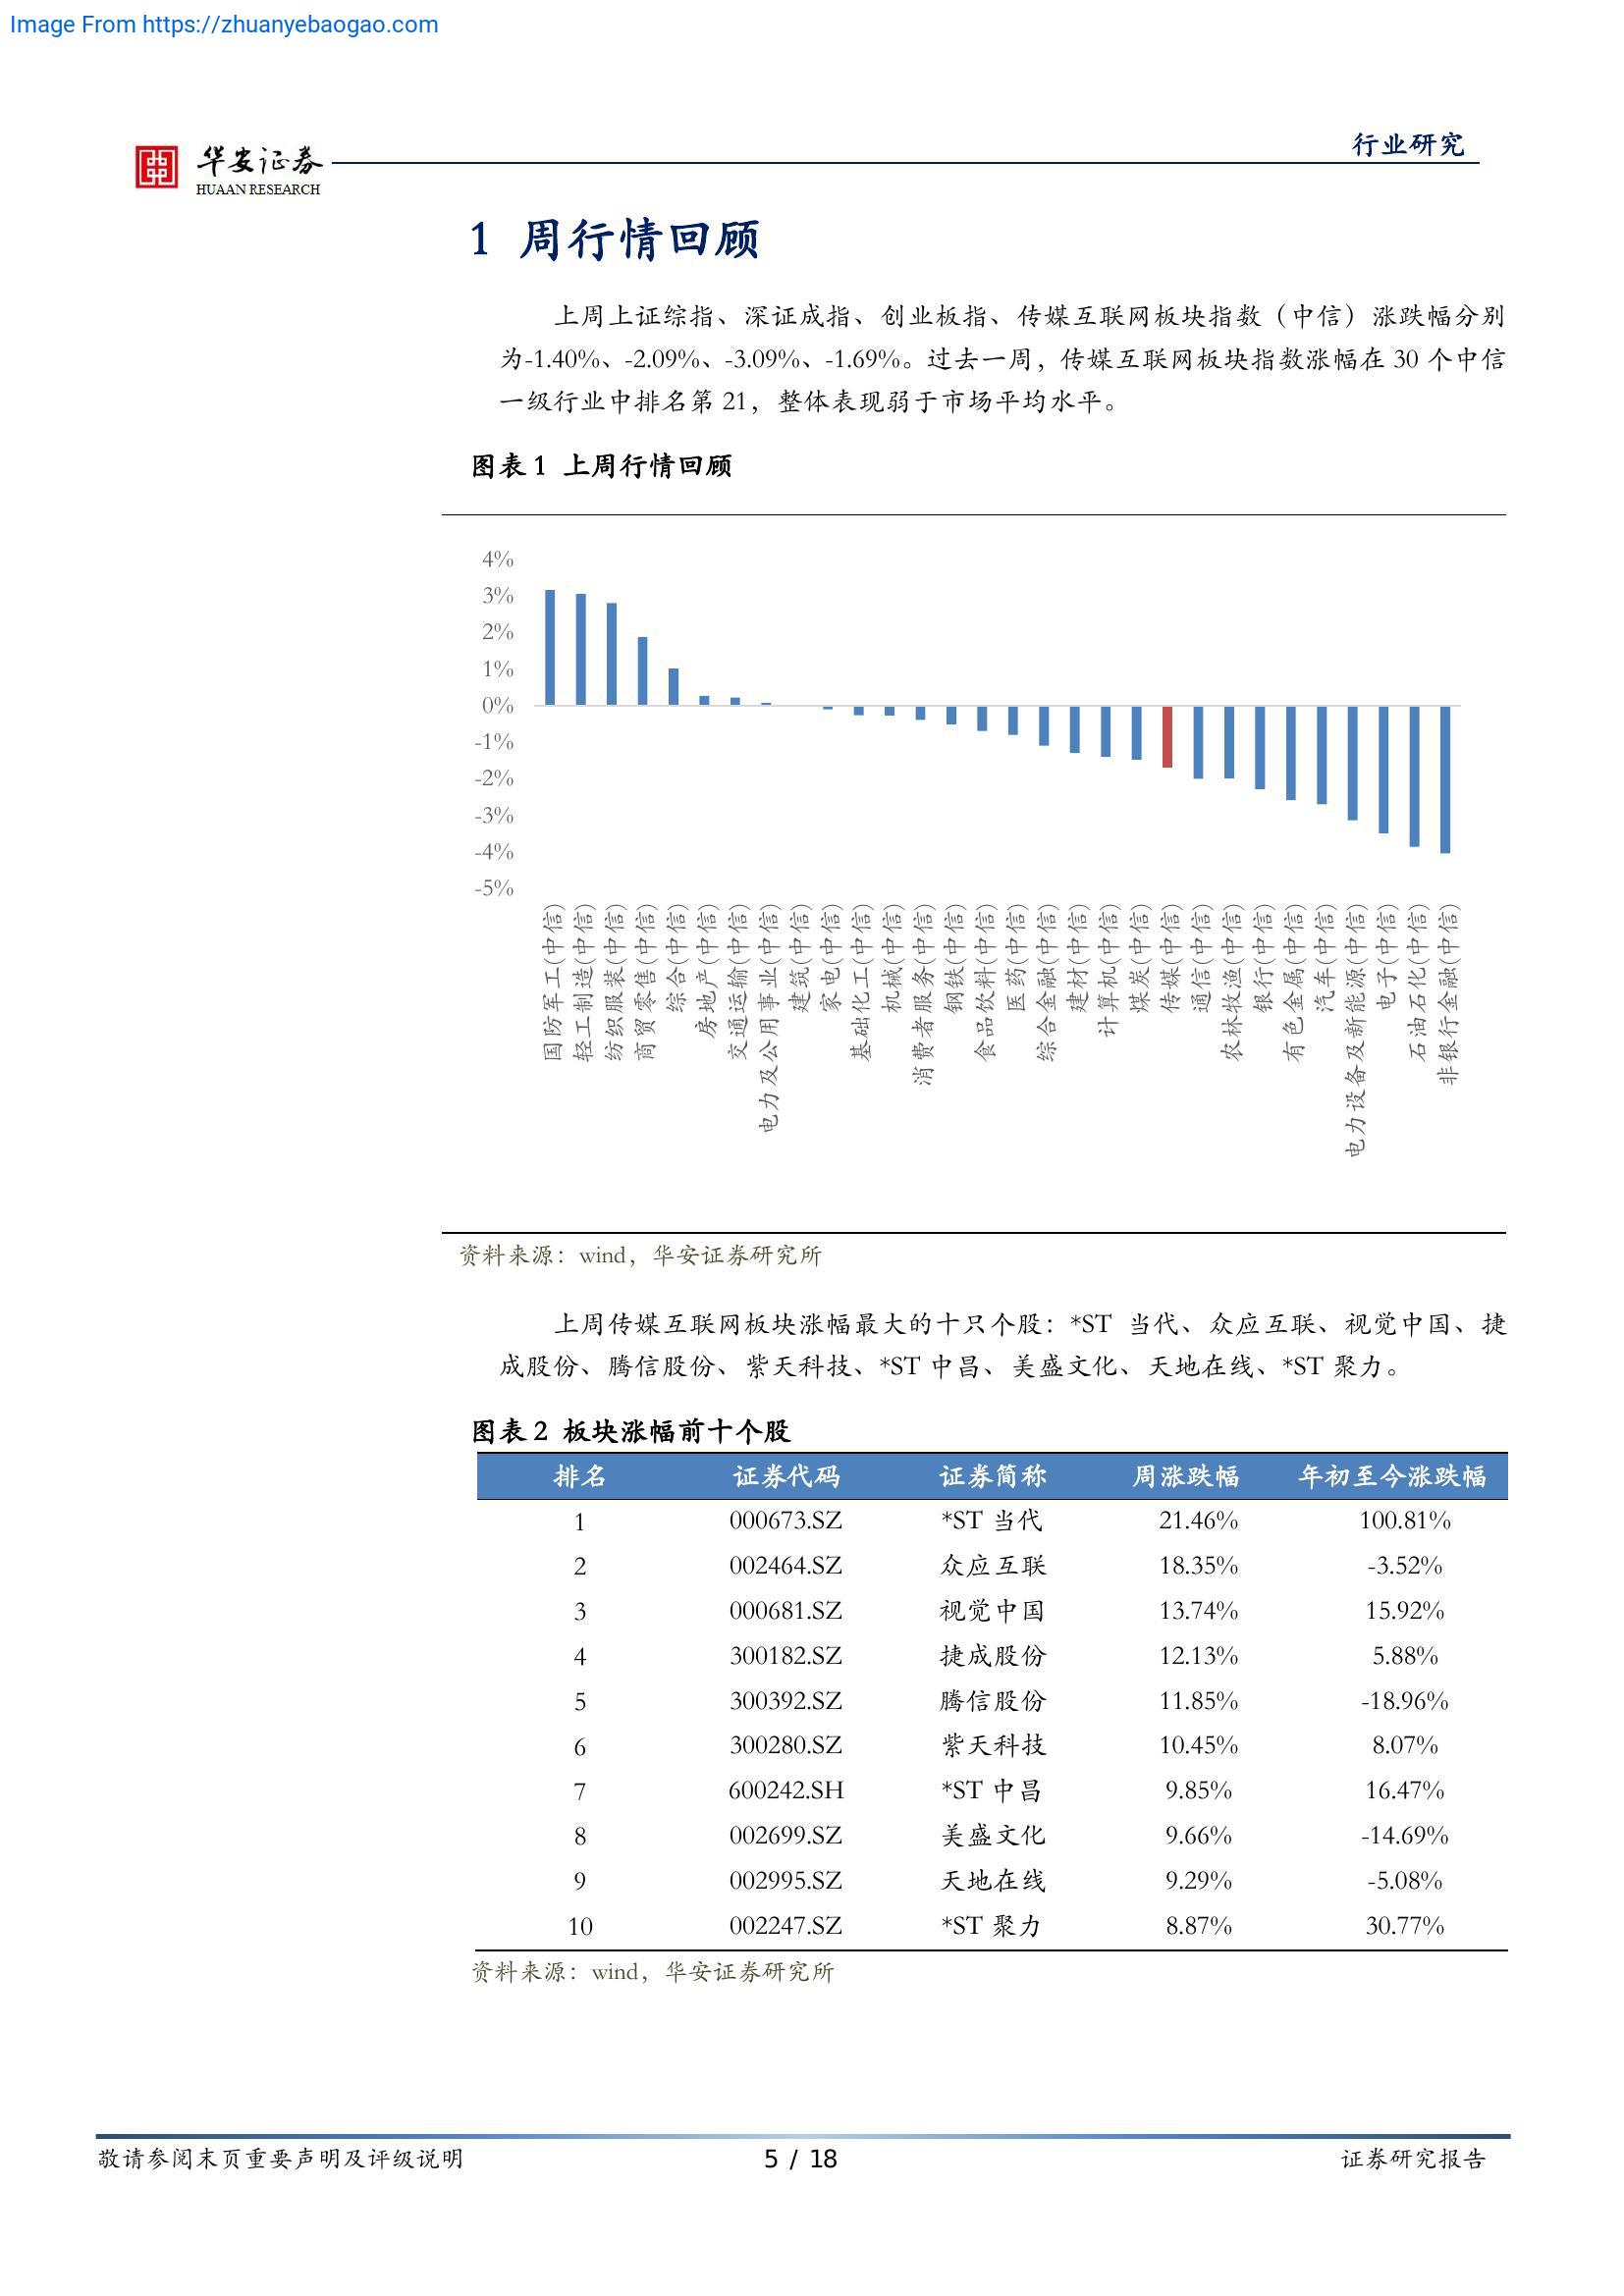 Image From https://zhuanyebaogao.com
华安证券
HUAAN RESEARCH
行业研究
1 周行情回顾
上周上证综指、深证成指、创业板指、传媒互联网板块指数（中信）涨跌幅分别
为-1.40%、-2.09%、-3.09%、-1.69%。过去一周，传媒互联网板块指数涨幅在 30 个中信
一级行业中排名第 21，整体表现弱于市场平均水平。
图表 1 上周行情回顾
4%
3%
2%
1%
0%
-1%
-2%
-3%
-4%
-5%
国防军工(中信)
轻工制造(中信)
纺织服装(中信)
商贸零售(中信)
综合(中信)
房地产(中信)
交通运输(中信)
电力及公用事业(中信)
建筑(中信)
家电(中信)
基础化工(中信)
机械(中信)
消费者服务(中信)
钢铁(中信)
食品饮料(中信)
医药(中信)
综合金融(中信)
建材(中信)
计算机(中信)
煤炭(中信)
传媒(中信)
通信(中信)
农林牧渔(中信)
银行(中信)
有色金属(中信)
汽车(中信)
电力设备及新能源(中信)
电子(中信)
石油石化(中信)
非银行金融(中信)
资料来源：wind，华安证券研究所
上周传媒互联网板块涨幅最大的十只个股：*ST 当代、众应互联、视觉中国、捷
成股份、腾信股份、紫天科技、*ST 中昌、美盛文化、天地在线、*ST 聚力。
图表 2 板块涨幅前十个股
排名 证券代码 证券简称 周涨跌幅 年初至今涨跌幅
1 000673.SZ *ST 当代 21.46% 100.81%
2 002464.SZ 众应互联 18.35% -3.52%
3 000681.SZ 视觉中国 13.74% 15.92%
4 300182.SZ 捷成股份 12.13% 5.88%
5 300392.SZ 腾信股份 11.85% -18.96%
6 300280.SZ 紫天科技 10.45% 8.07%
7 600242.SH *ST 中昌 9.85% 16.47%
8 002699.SZ 美盛文化 9.66% -14.69%
9 002995.SZ 天地在线 9.29% -5.08%
10 002247.SZ *ST 聚力 8.87% 30.77%
资料来源：wind，华安证券研究所
敬请参阅末页重要声明及评级说明 5 / 18 证券研究报告